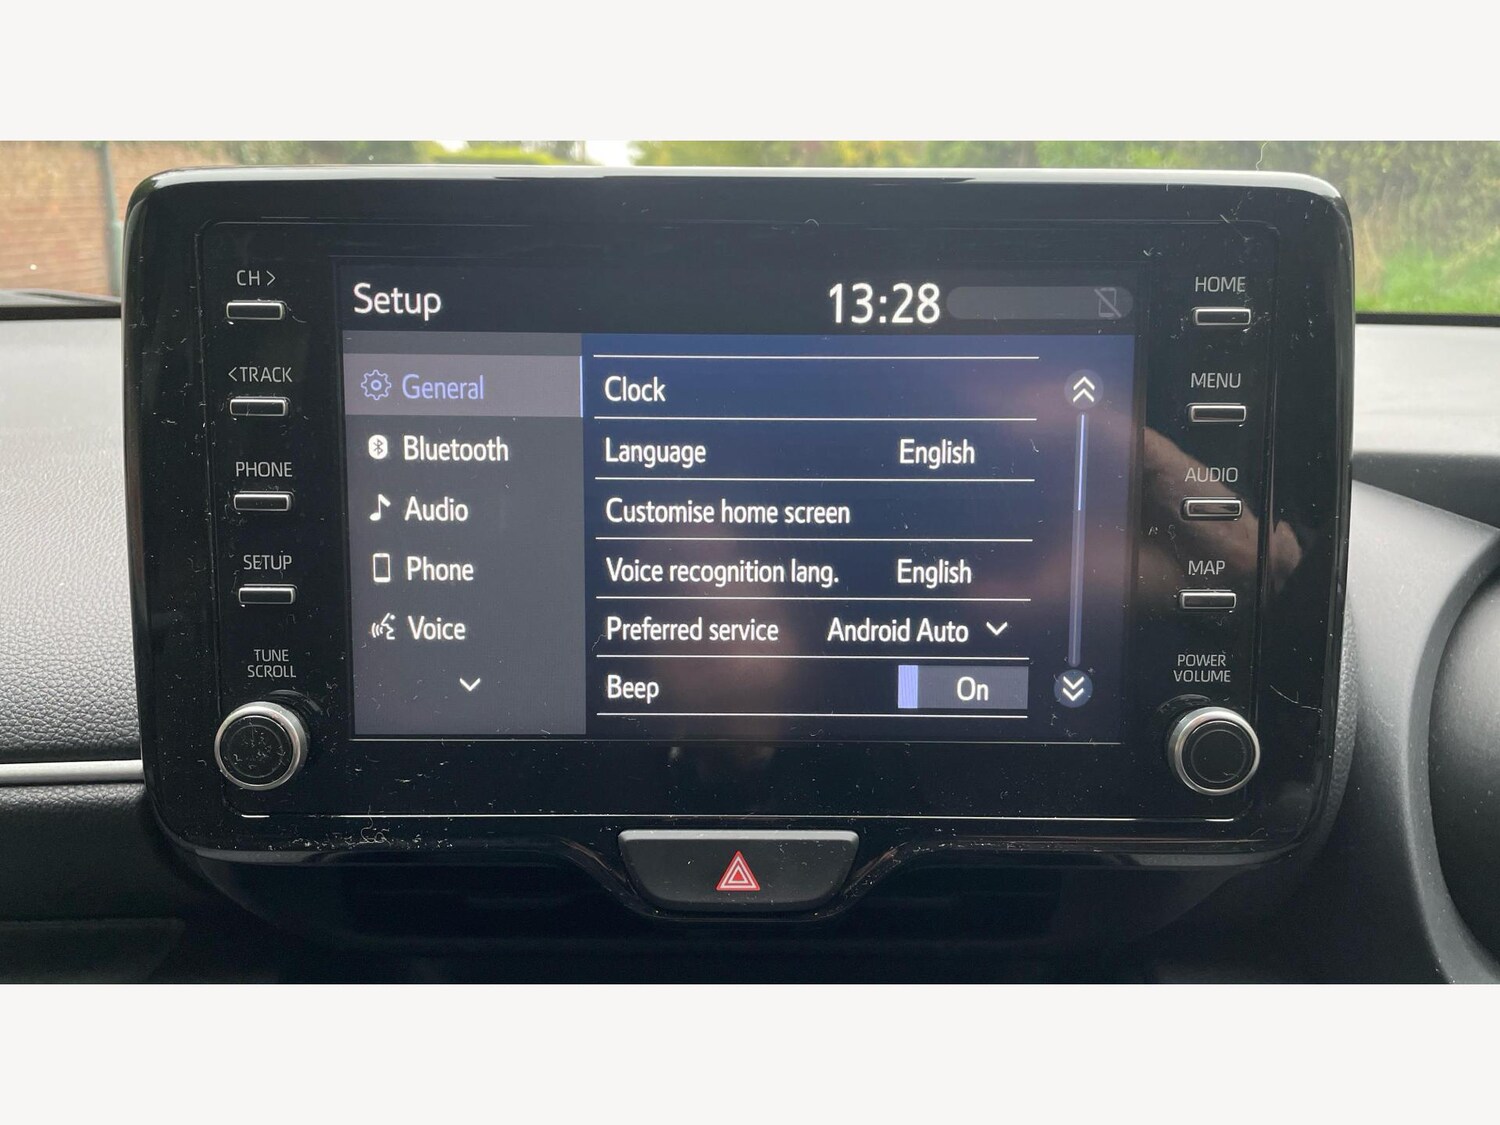 CH >
<TRACK
PHONE
SETUP
TUNE
SCROLL
Setup
13:28
General
Bluetooth
Audio
Phone
Voice
Clock
Language English
Customise home screen
Voice recognition lang. English
Preferred service Android Auto
Beep On
HOME
MENU
AUDIO
MAP
POWER
VOLUME